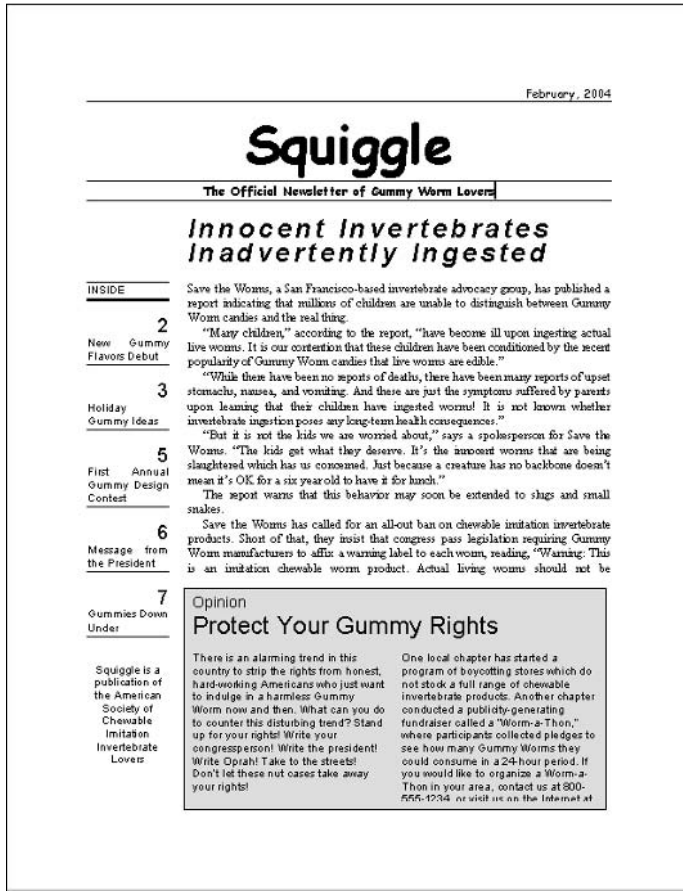 February, 2004
Squiggle
The Official Newsletter of Gummy Worm Lovers
Innocent Invertebrates
Inadvertently Ingested
INSIDE
2
New Gummy
Flavors Debut
3
Holiday
Gummy Ideas
5
First Annual
Gummy Design
Contest
6
Message from
the President
7
Gummies Down
Under
Squiggle is a
publication of
the American
Society of
Chewable
Imitation
Invertebrate
Lovers
Save the Worms, a San Francisco-based invertebrate advocacy group, has published a
report indicating that millions of children are unable to distinguish between Gummy
Worm candies and the real thing.
“Many children,” according to the report, “have become ill upon ingesting actual
live worms. It is our contention that these children have been conditioned by the recent
popularity of Gummy Worm candies that live worms are edible.”
“While there have been no reports of deaths, there have been many reports of upset
stomachs, nausea, and vomiting. And these are just the symptoms suffered by parents
upon learning that their children have ingested worms! It is not known whether
invertebrate ingestion poses any long-term health consequences.”
“But it is not the kids we are worried about,” says a spokesperson for Save the
Worms. “The kids get what they deserve. It’s the innocent worms that are being
slaughtered which has us concerned. Just because a creature has no backbone doesn’t
mean it’s OK for a six year old to have it for lunch.”
The report warns that this behavior may soon be extended to slugs and small
snakes.
Save the Worms has called for an all-out ban on chewable imitation invertebrate
products. Short of that, they insist that congress pass legislation requiring Gummy
Worm manufacturers to affix a warning label to each worm, reading, “Warning: This
is an imitation chewable worm product. Actual living worms should not be
Opinion
Protect Your Gummy Rights
There is an alarming trend in this
country to strip the rights from honest,
hard-working Americans who just want
to indulge in a harmless Gummy
Worm now and then. What can you do
to counter this disturbing trend? Stand
up for your rights! Write your
congressperson! Write the president!
Write Oprah! Take to the streets!
Don't let these nut cases take away
your rights!
One local chapter has started a
program of boycotting stores which do
not stock a full range of chewable
invertebrate products. Another chapter
conducted a publicity-generating
fundraiser called a "Worm-a-Thon,"
where participants collected pledges to
see how many Gummy Worms they
could consume in a 24-hour period. If
you would like to organize a Worm-a-
Thon in your area, contact us at 800-
555-1234, or visit us on the Internet at